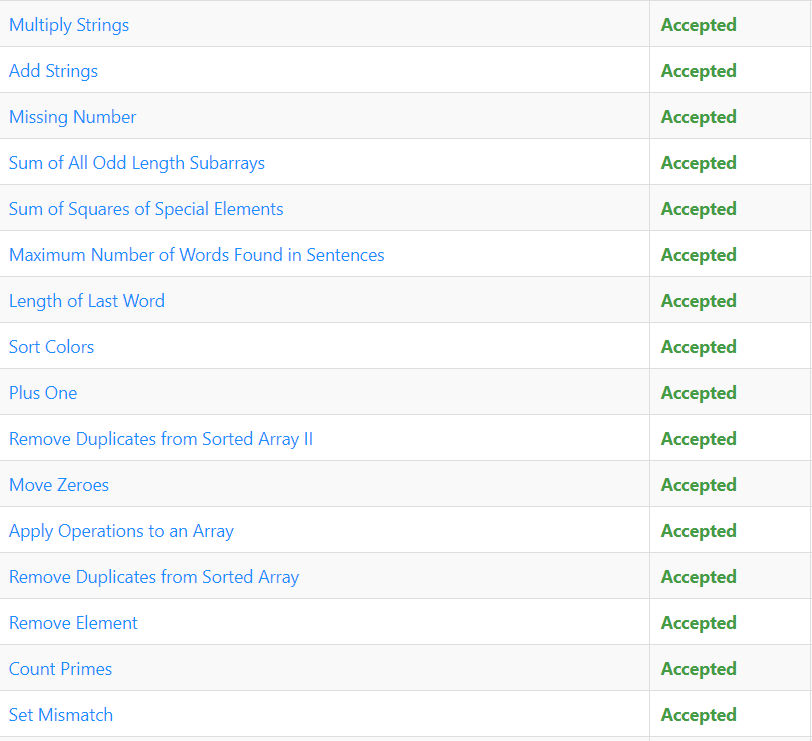 Multiply Strings Accepted
Add Strings Accepted
Missing Number Accepted
Sum of All Odd Length Subarrays Accepted
Sum of Squares of Special Elements Accepted
Maximum Number of Words Found in Sentences Accepted
Length of Last Word Accepted
Sort Colors Accepted
Plus One Accepted
Remove Duplicates from Sorted Array II Accepted
Move Zeroes Accepted
Apply Operations to an Array Accepted
Remove Duplicates from Sorted Array Accepted
Remove Element Accepted
Count Primes Accepted
Set Mismatch Accepted